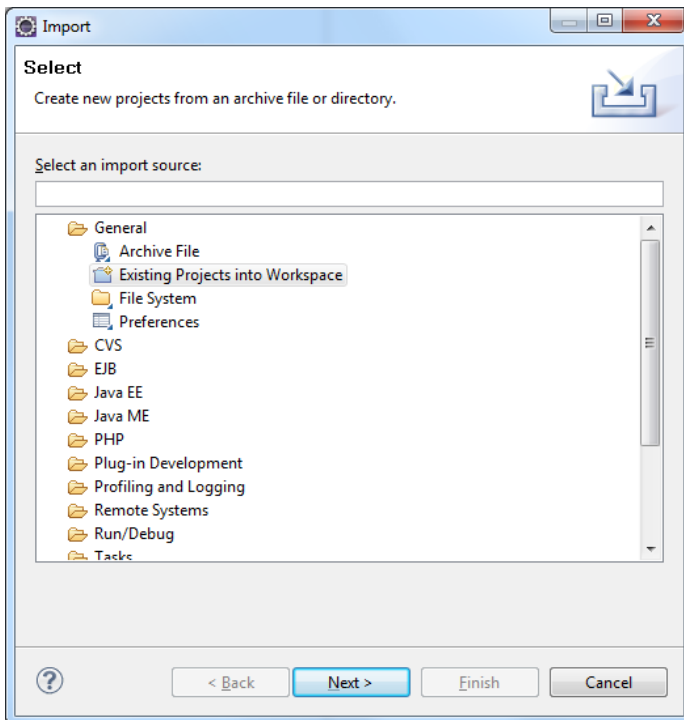 Import
Select
Create new projects from an archive file or directory.
Select an import source:
General
Archive File
Existing Projects into Workspace
File System
Preferences
CVS
EJB
Java EE
Java ME
PHP
Plug-in Development
Profiling and Logging
Remote Systems
Run/Debug
Tasks
?
< Back Next > Finish Cancel